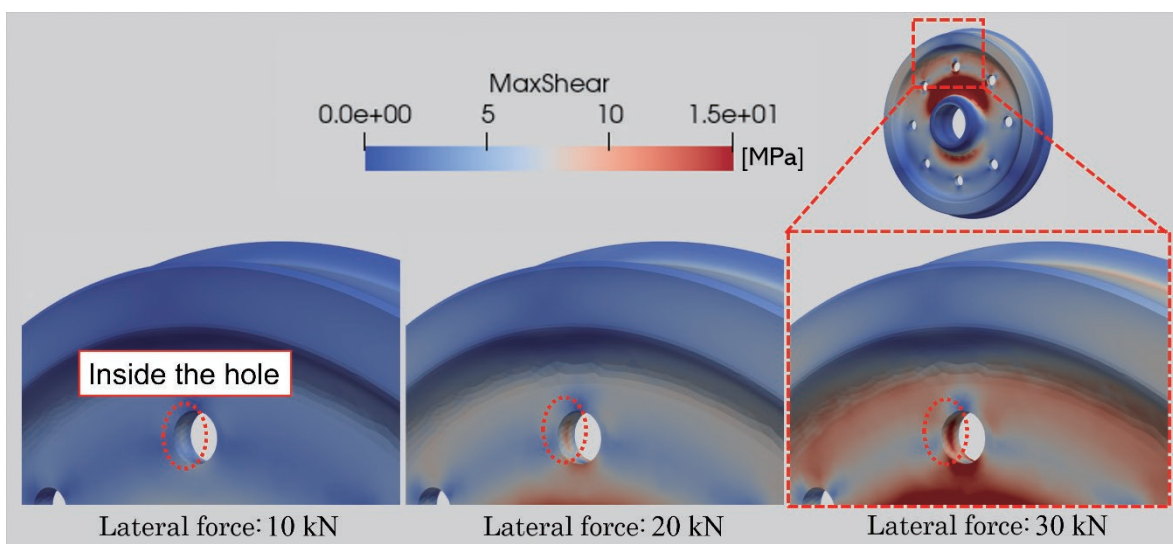 MaxShear
0.0e+00 5 10 1.5e+01
[MPa]
Inside the hole
Lateral force: 10 kN
Lateral force: 20 kN
Lateral force: 30 kN